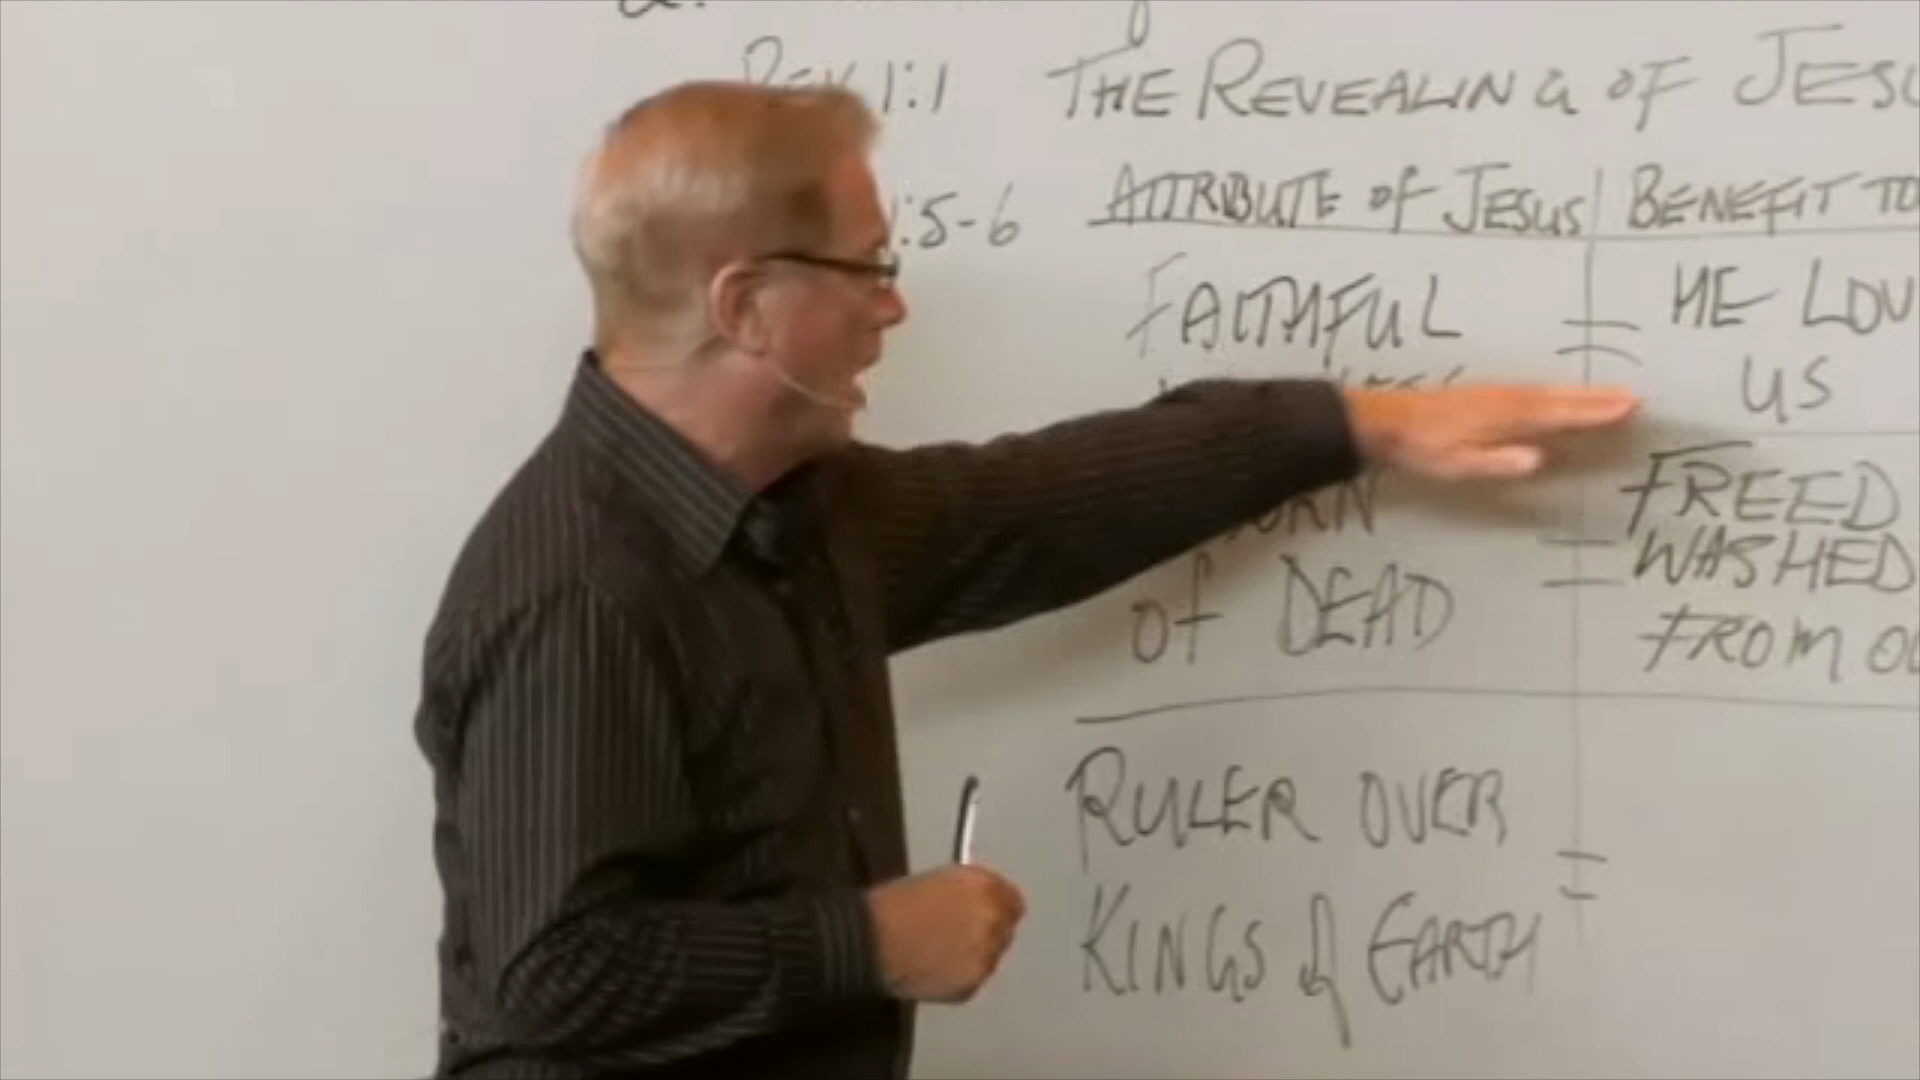 1:1 THE REVEALING OF JESU
:5-6 ATTRIBUTE OF JESUS BENEFIT TO
FAITHFUL = HE LOV
US
FREED
OF DEAD = WASHED
FROM O
RULER OVER
KINGS OF EARTH =